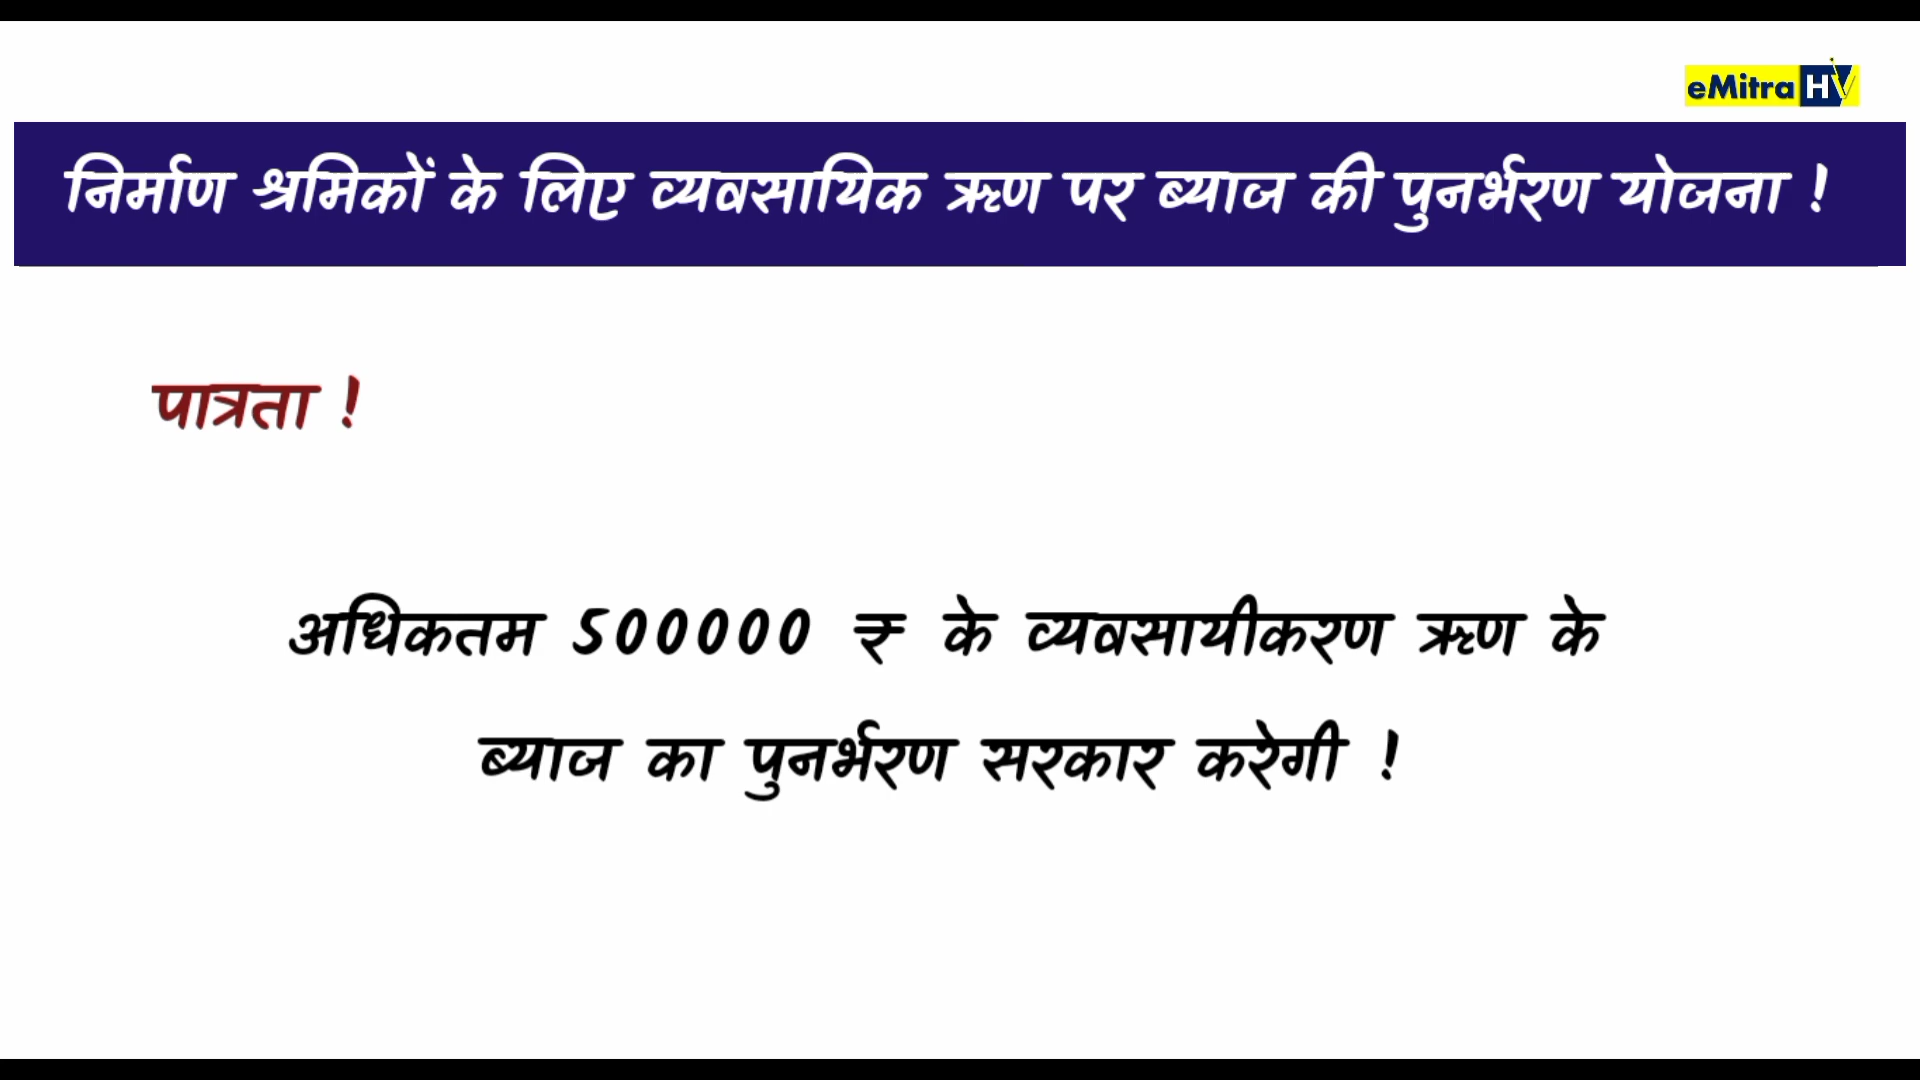 eMitra HV
निर्माण श्रमिकों के लिए व्यवसायिक ऋण पर ब्याज की पुनर्भरण योजना !
पात्रता !
अधिकतम 500000 ₹ के व्यवसायीकरण ऋण के
ब्याज का पुनर्भरण सरकार करेगी !